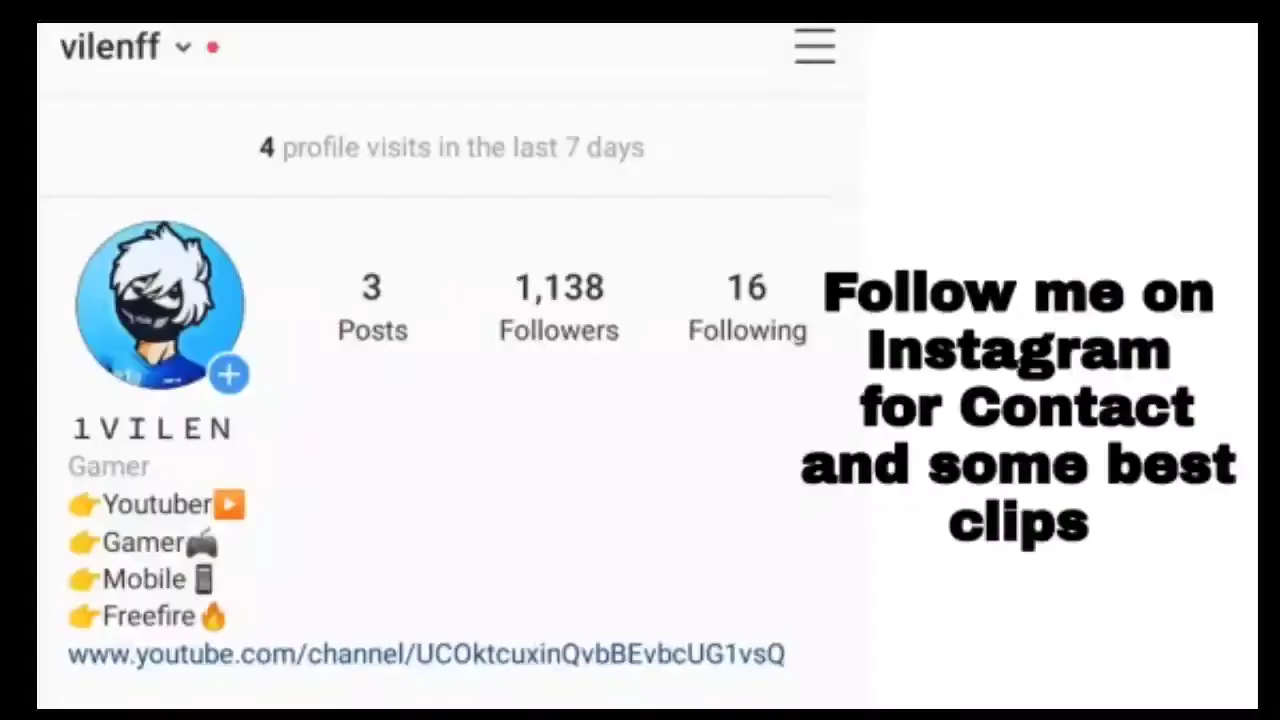 vilenff
4 profile visits in the last 7 days
3
Posts
1,138
Followers
16
Following
1 V I L E N
Gamer
👉Youtuber▶️
👉Gamer🎮
👉Mobile📱
👉Freefire🔥
www.youtube.com/channel/UCOktcuxinQvbBEvbcUG1vsQ
Follow me on
Instagram
for Contact
and some best
clips